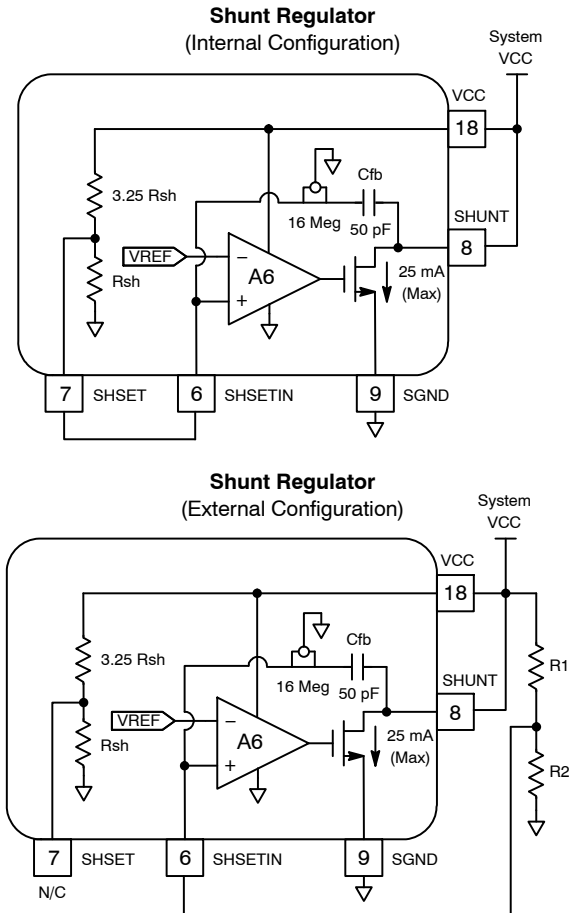 Shunt Regulator
(Internal Configuration)
System
VCC
VCC
18
3.25 Rsh
Cfb
16 Meg
50 pF
SHUNT
8
VREF
Rsh
−
A6
+
25 mA
(Max)
7
SHSET
6
SHSETIN
9
SGND
Shunt Regulator
(External Configuration)
System
VCC
VCC
18
3.25 Rsh
Cfb
R1
16 Meg
50 pF
SHUNT
8
VREF
Rsh
−
A6
+
25 mA
(Max)
R2
7
SHSET
6
SHSETIN
9
SGND
N/C